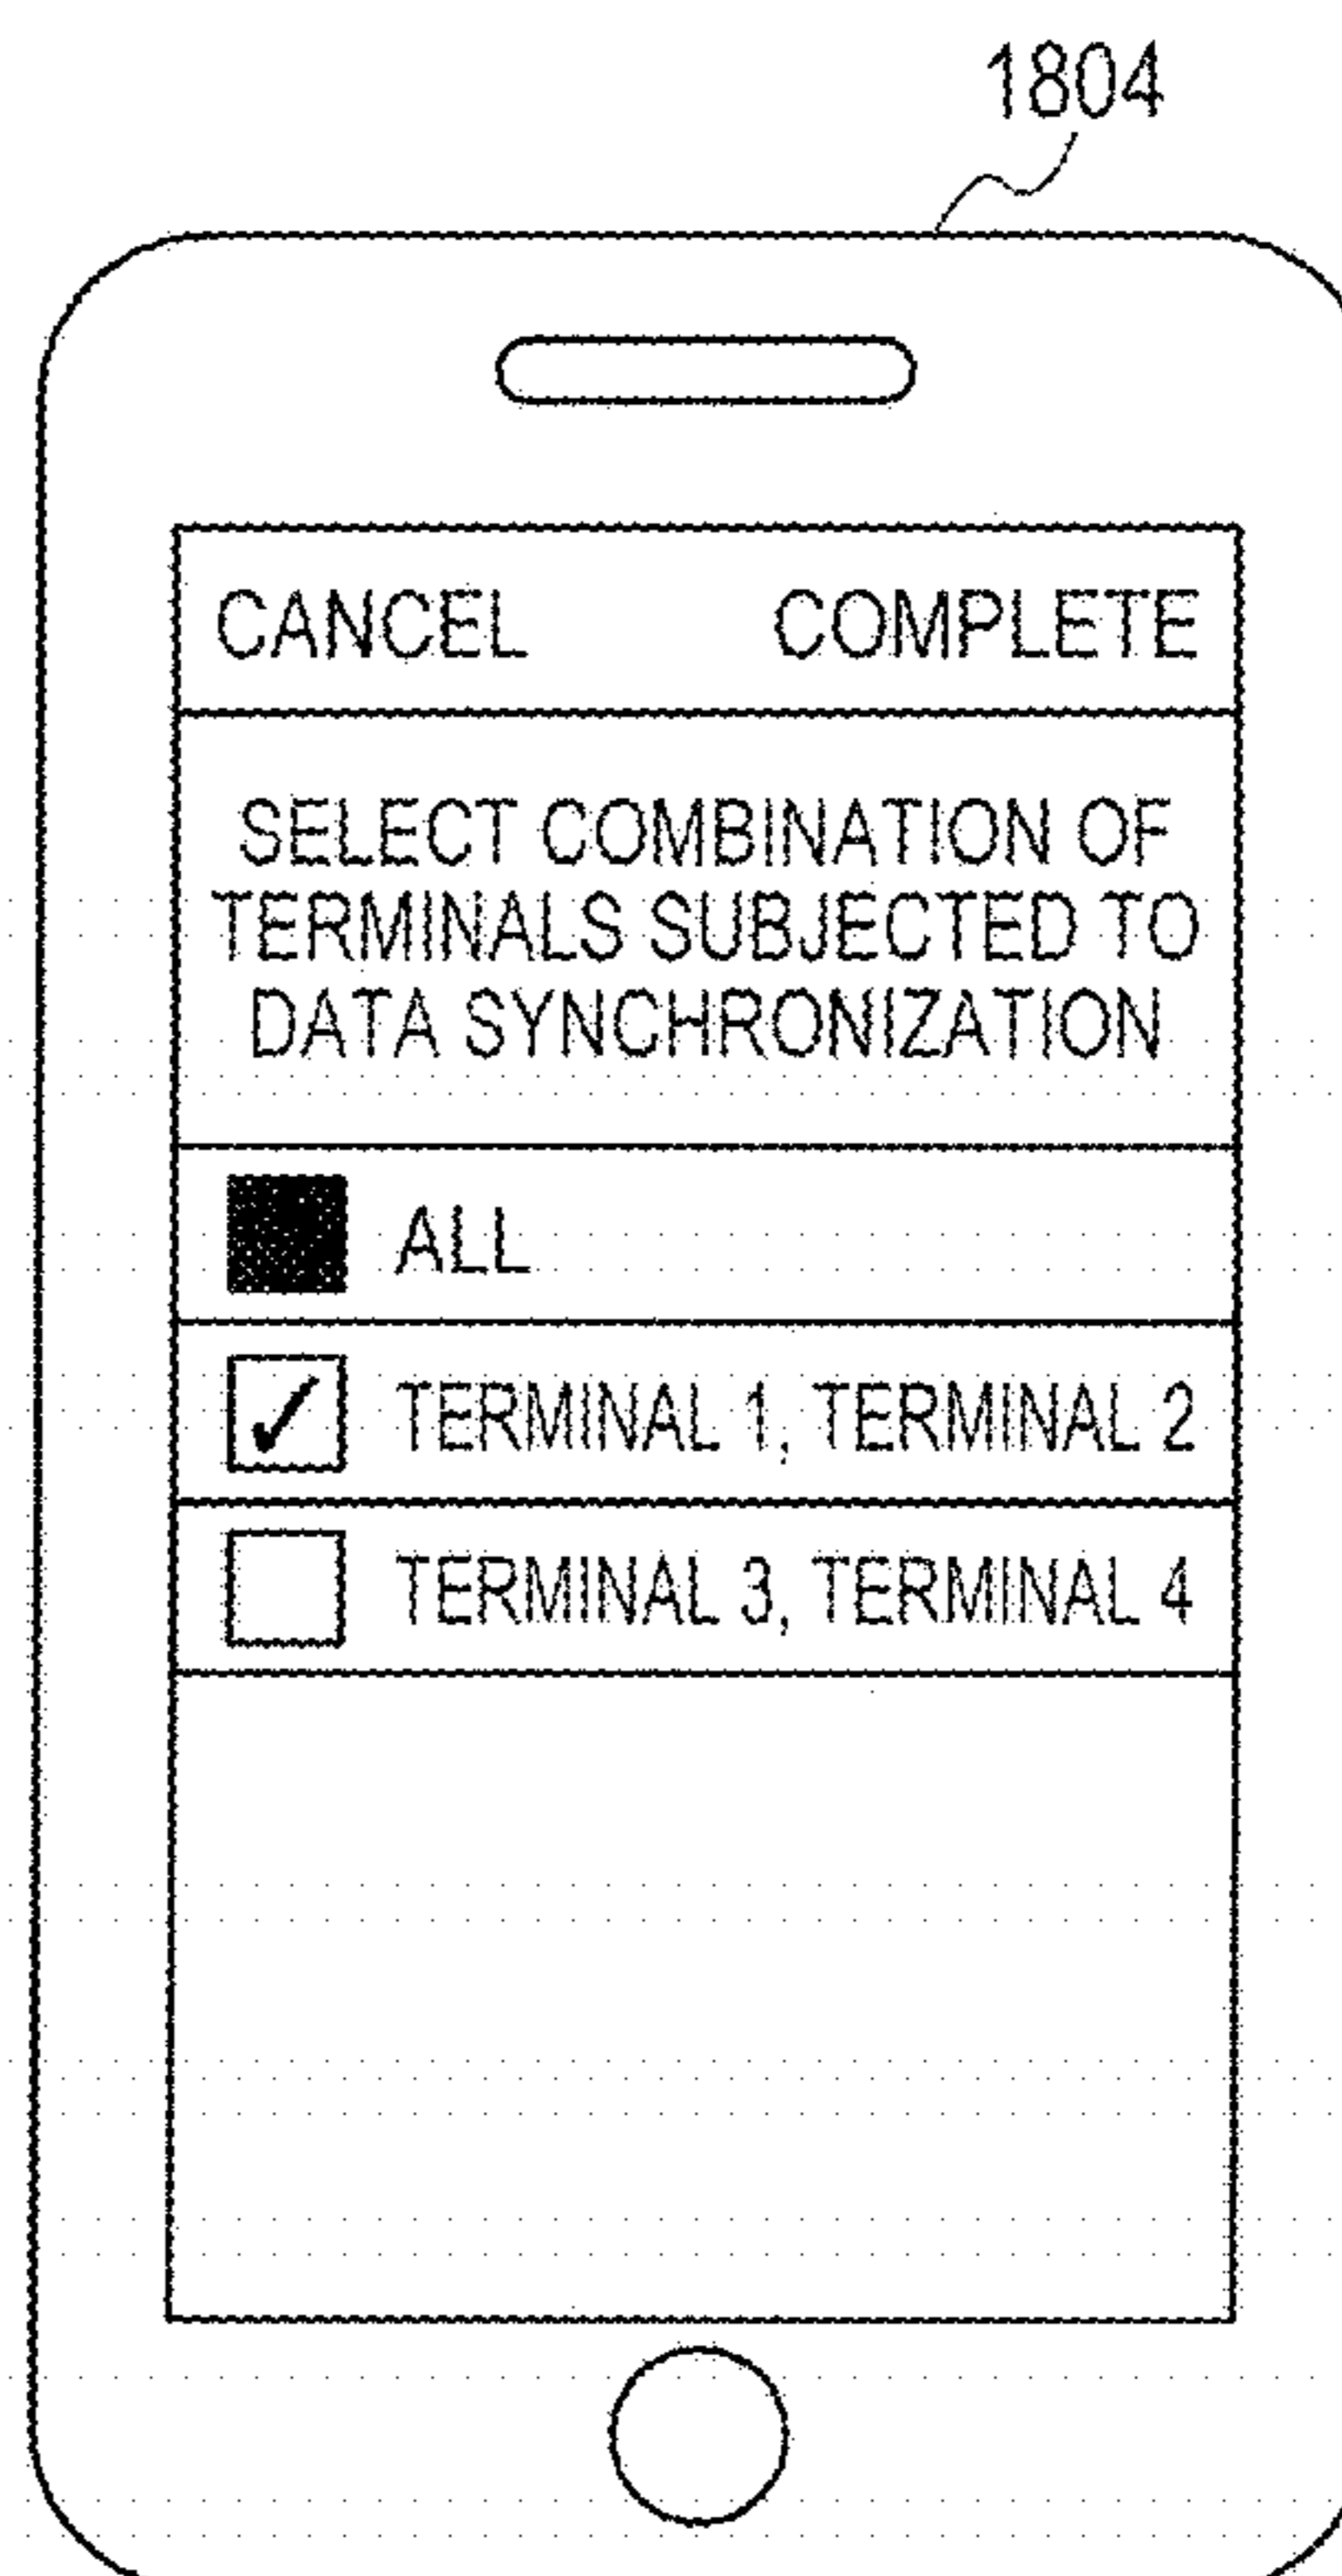 1804
CANCEL COMPLETE
SELECT COMBINATION OF
TERMINALS SUBJECTED TO
DATA SYNCHRONIZATION
ALL
TERMINAL 1, TERMINAL 2
TERMINAL 3, TERMINAL 4